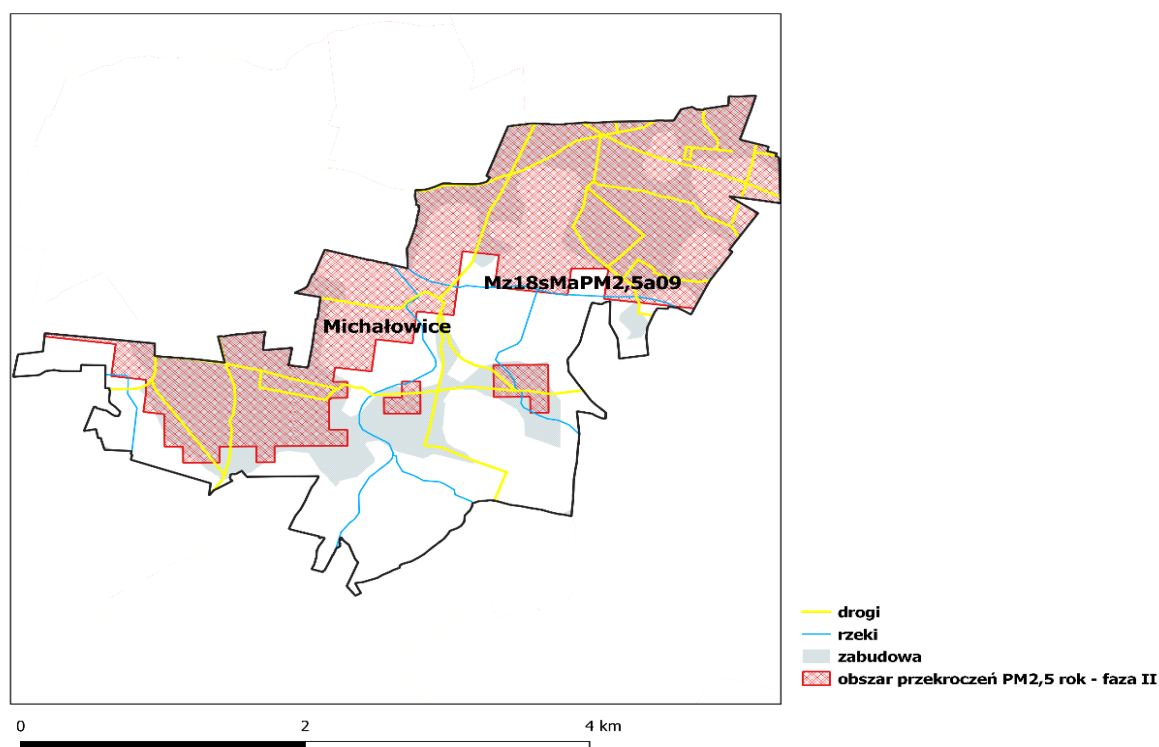 Mz18sMaPM2,5a09
Michałowice
drogi
rzeki
zabudowa
obszar przekroczeń PM2,5 rok - faza II
0 2 4 km